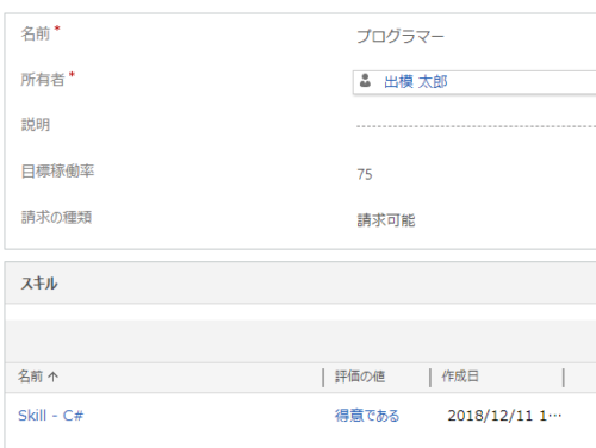 名前 * プログラマー
所有者 * 出模 太郎
説明 ---
目標稼働率 75
請求の種類 請求可能
スキル
名前 ↑ 評価の値 作成日
Skill - C# 得意である 2018/12/11 1…